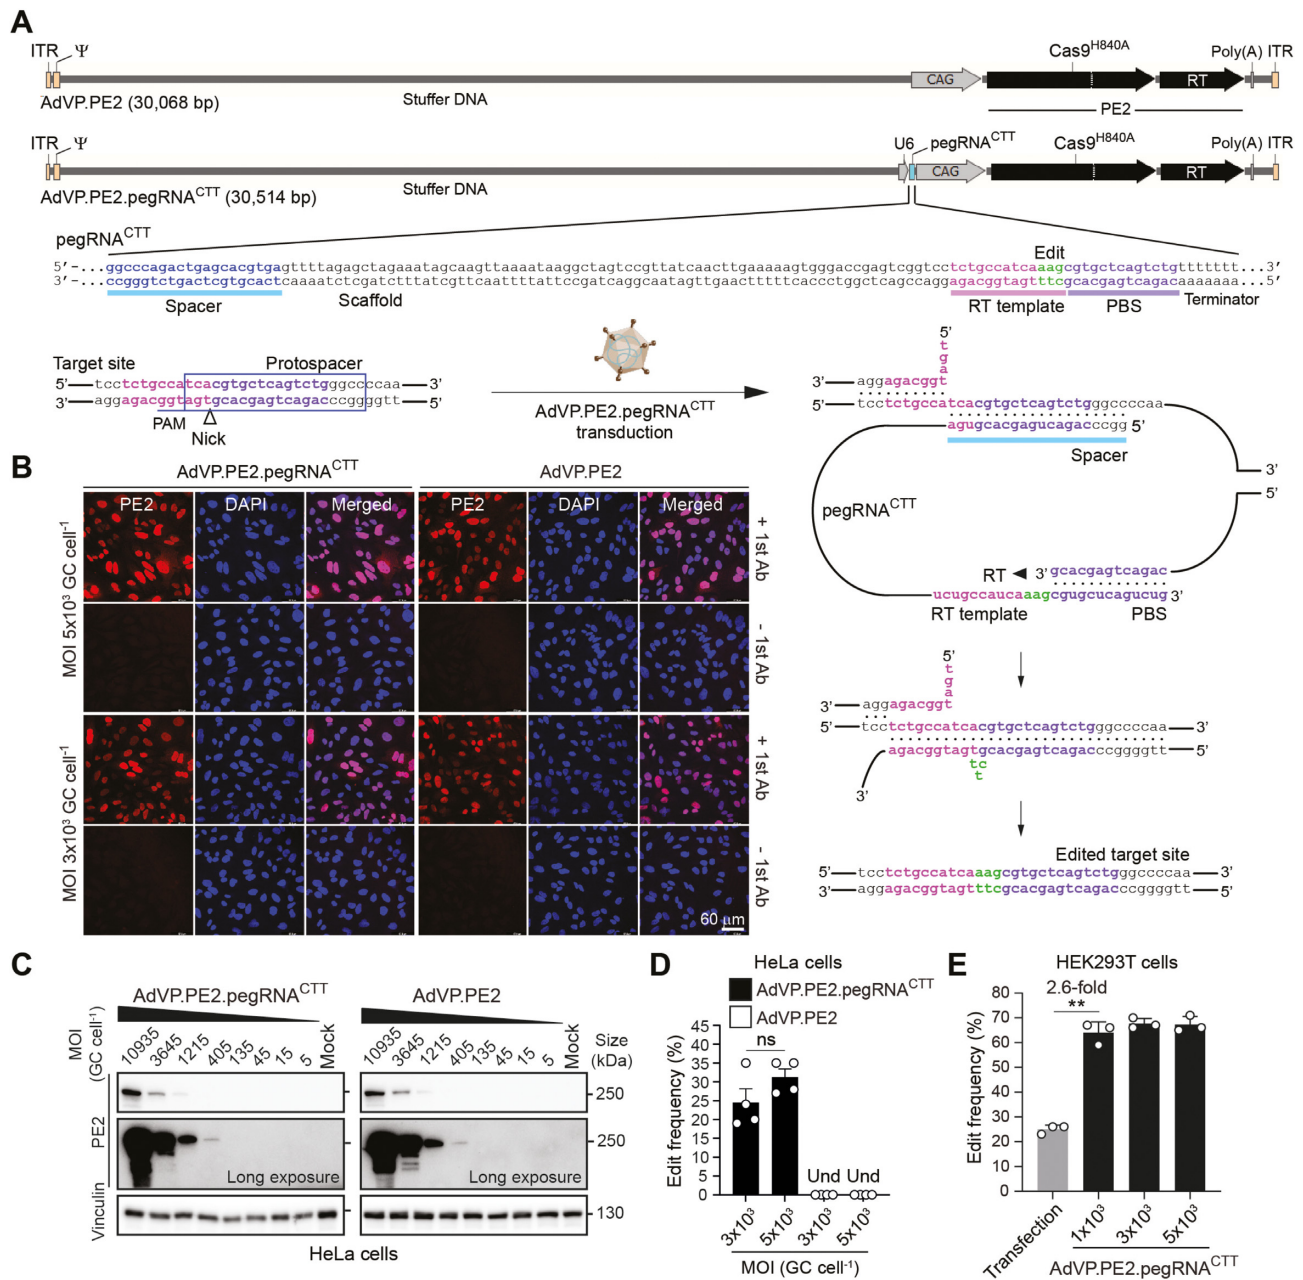 A
ITR Ψ
Cas9H840A
Poly(A) ITR
CAG
RT
AdVP.PE2 (30,068 bp)
Stuffer DNA
PE2
ITR Ψ
U6 pegRNACTT
Cas9H840A
Poly(A) ITR
CAG
RT
AdVP.PE2.pegRNACTT (30,514 bp)
Stuffer DNA
pegRNACTT
Edit
5’–...ggcccagactgagcacgtgagttttagagctagaaatagcaagttaaaataaggctagtccgttatcaacttgaaaaagtgggaccgagtcggtcctctgccatcaaagcgtgctcagtctgttttttt...3’
3’–...ccgggtctgactcgtgcactcaaaatctcgatctttatcgttcaattttattccgatcaggcaatagttgaactttttcaccctggctcagccaggagacggtagtttcgcacgagtcagacaaaaaaa...5’
Spacer
Scaffold
RT template
PBS
Terminator
Target site
Protospacer
5’ tcctctgccatcacgtgctcagtctgggccccaa 3’
3’ aggagacggtagtgcacgagtcagacccggggtt 5’
PAM
Nick
AdVP.PE2.pegRNACTT
transduction
5’
t
g
a
3’ aggagacggt
5’ tcctctgccatcacgtgctcagtctgggccccaa
agugcacgagucagacccgg 5’
Spacer
3’
5’
pegRNACTT
RT 3’ gcacgagtcagac
ucugccaucaaagcgugcucagucug 3’
RT template
PBS
5’
t
g
a
3’ aggagacggt
5’ tcctctgccatcacgtgctcagtctgggccccaa 3’
agacggtagtgcacgagtcagacccggggtt 5’
tc
t
3’
Edited target site
5’ tcctctgccatcaaagcgtgctcagtctgggccccaa 3’
3’ aggagacggtagtttcgcacgagtcagacccggggtt 5’
B
AdVP.PE2.pegRNACTT
AdVP.PE2
PE2 DAPI Merged PE2 DAPI Merged
MOI 5x10³ GC cell-1
+ 1st Ab
- 1st Ab
MOI 3x10³ GC cell-1
+ 1st Ab
- 1st Ab
60 µm
C
AdVP.PE2.pegRNACTT
AdVP.PE2
MOI
(GC cell-1)
10935 3645 1215 405 135 45 15 5 Mock
10935 3645 1215 405 135 45 15 5 Mock
Size
(kDa)
250
PE2
250
Long exposure
Long exposure
Vinculin
130
HeLa cells
D
HeLa cells
AdVP.PE2.pegRNACTT
AdVP.PE2
Edit frequency (%)
45
40
35
30
25
20
15
10
5
0
ns
Und Und
3x10³ 5x10³ 3x10³ 5x10³
MOI (GC cell-1)
E
HEK293T cells
2.6-fold
**
Edit frequency (%)
80
70
60
50
40
30
20
10
0
Transfection 1x10³ 3x10³ 5x10³
AdVP.PE2.pegRNACTT